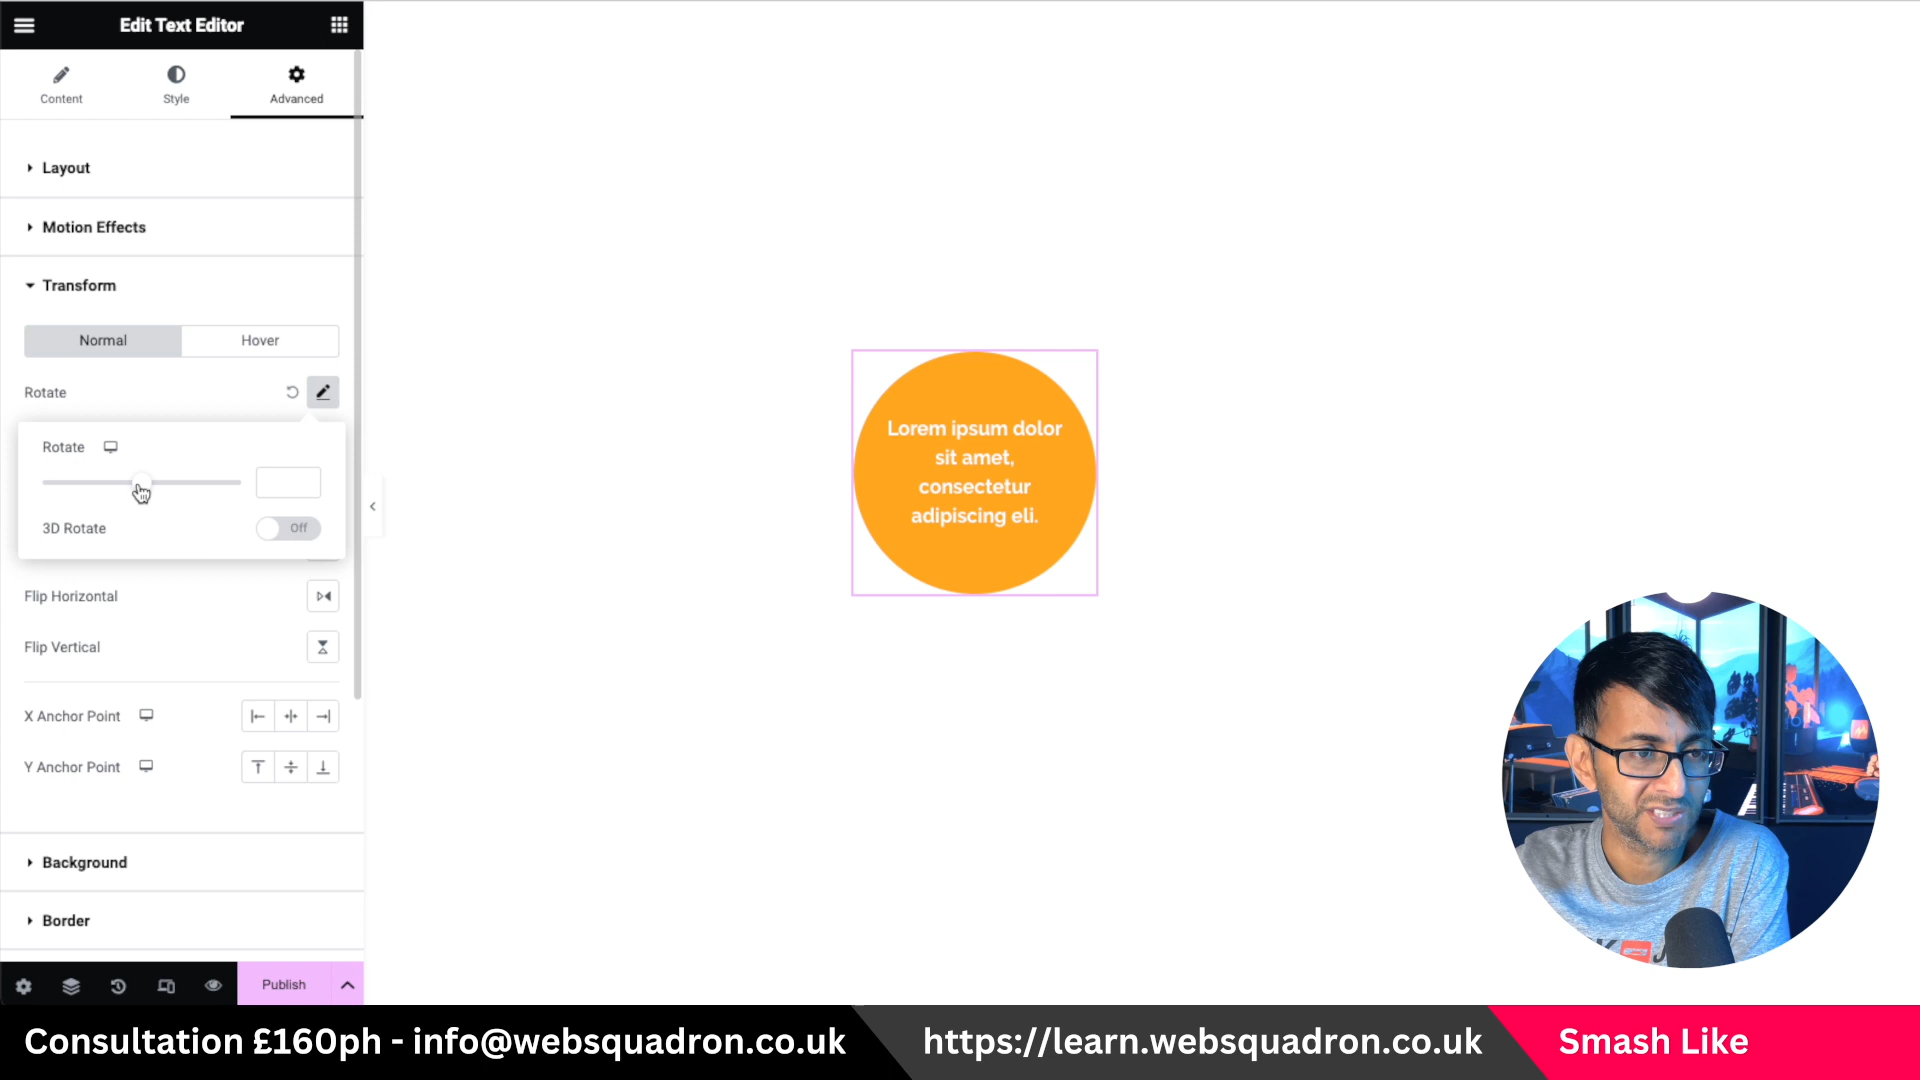 Edit Text Editor
Content
Style
Advanced
Layout
Motion Effects
Transform
Normal
Hover
Rotate
Rotate
3D Rotate
Off
Flip Horizontal
Flip Vertical
X Anchor Point
Y Anchor Point
Background
Border
Publish
Lorem ipsum dolor
sit amet,
consectetur
adipiscing eli.
Consultation £160ph - info@websquadron.co.uk
https://learn.websquadron.co.uk
Smash Like